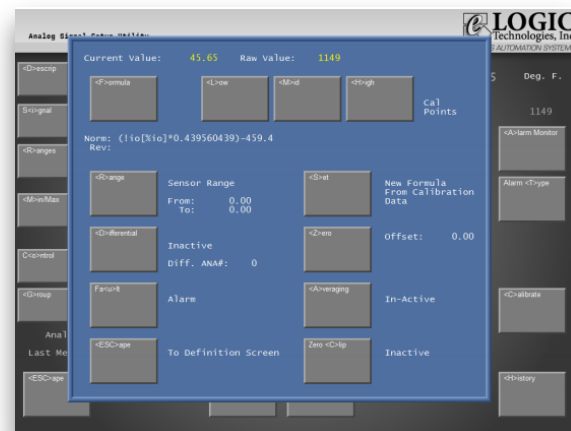 Analog Signal Setup Utility
LOGIC
Technologies, Inc
AUTOMATION SYSTEM
Current Value: 45.65 Raw Value: 1149
<F>ormula
<L>ow
<M>id
<H>igh
Cal
Points
Norm: (!io[%io]*0.439560439)-459.4
Rev:
<R>ange
Sensor Range
From: 0.00
To: 0.00
<S>et
New Formula
From Calibration
Data
<D>ifferential
Inactive
Diff. ANA#: 0
<Z>ero
Offset: 0.00
Fa<u>lt
Alarm
<A>veraging
In-Active
<ESC>ape
To Definition Screen
Zero <C>lip
Inactive
<D>escrip
S<i>gnal
<R>anges
<M>in/Max
C<o>ntrol
<G>roup
Anal
Last Me
<ESC>ape
5 Deg. F.
1149
<A>larm Monitor
Alarm <T>ype
<C>alibrate
<H>istory